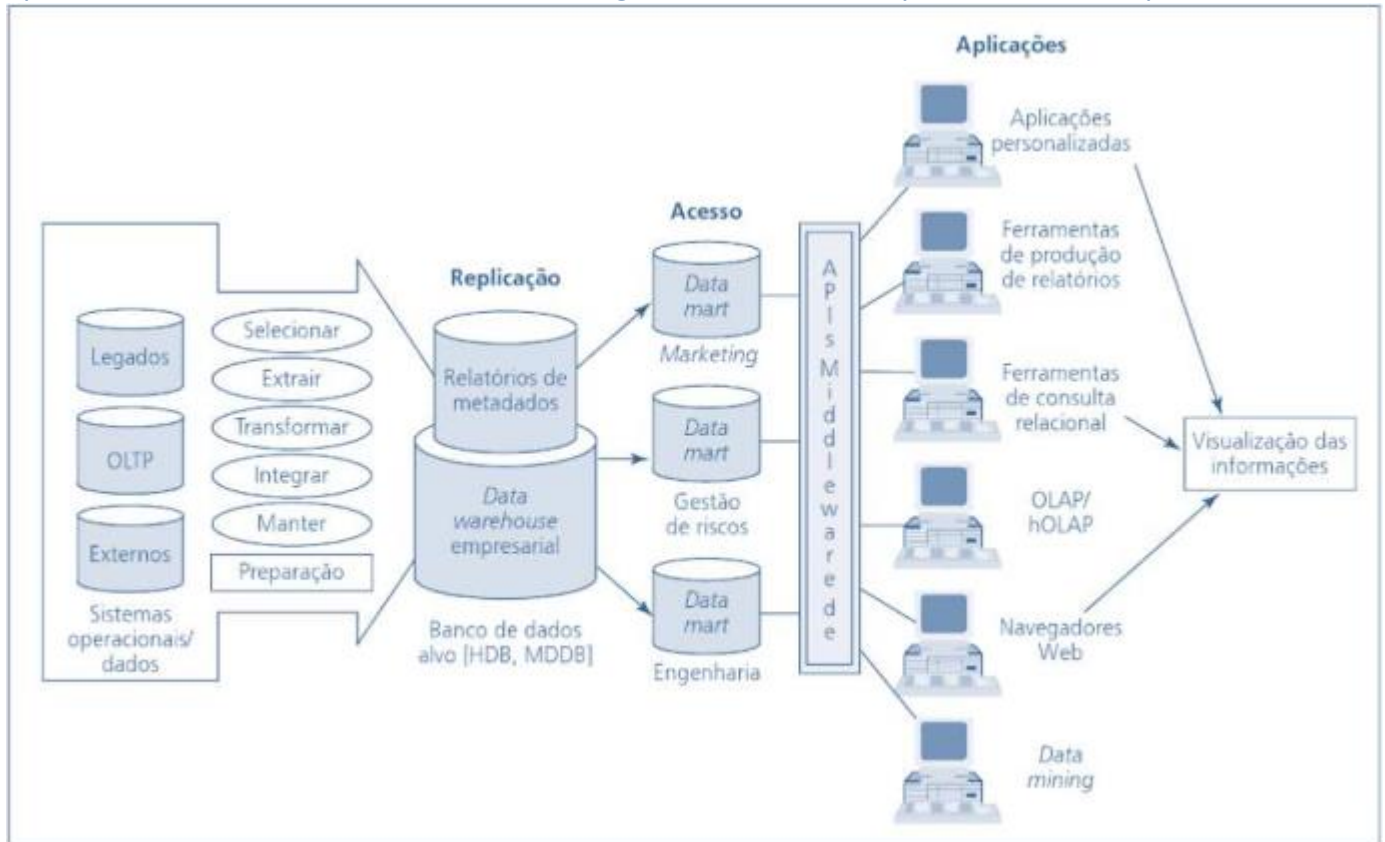 Aplicações
Aplicações
personalizadas
Acesso
Ferramentas
de produção
de relatórios
Replicação
Data
mart
Marketing
Legados
OLTP
Externos
Sistemas
operacionais/
dados
Selecionar
Extrair
Transformar
Integrar
Manter
Preparação
Relatórios de
metadados
Data
warehouse
empresarial
Banco de dados
alvo [HDB, MDDB]
Data
mart
Gestão
de riscos
Data
mart
Engenharia
APIs Middleware de
Ferramentas
de consulta
relacional
OLAP/
hOLAP
Navegadores
Web
Data
mining
Visualização das
informações